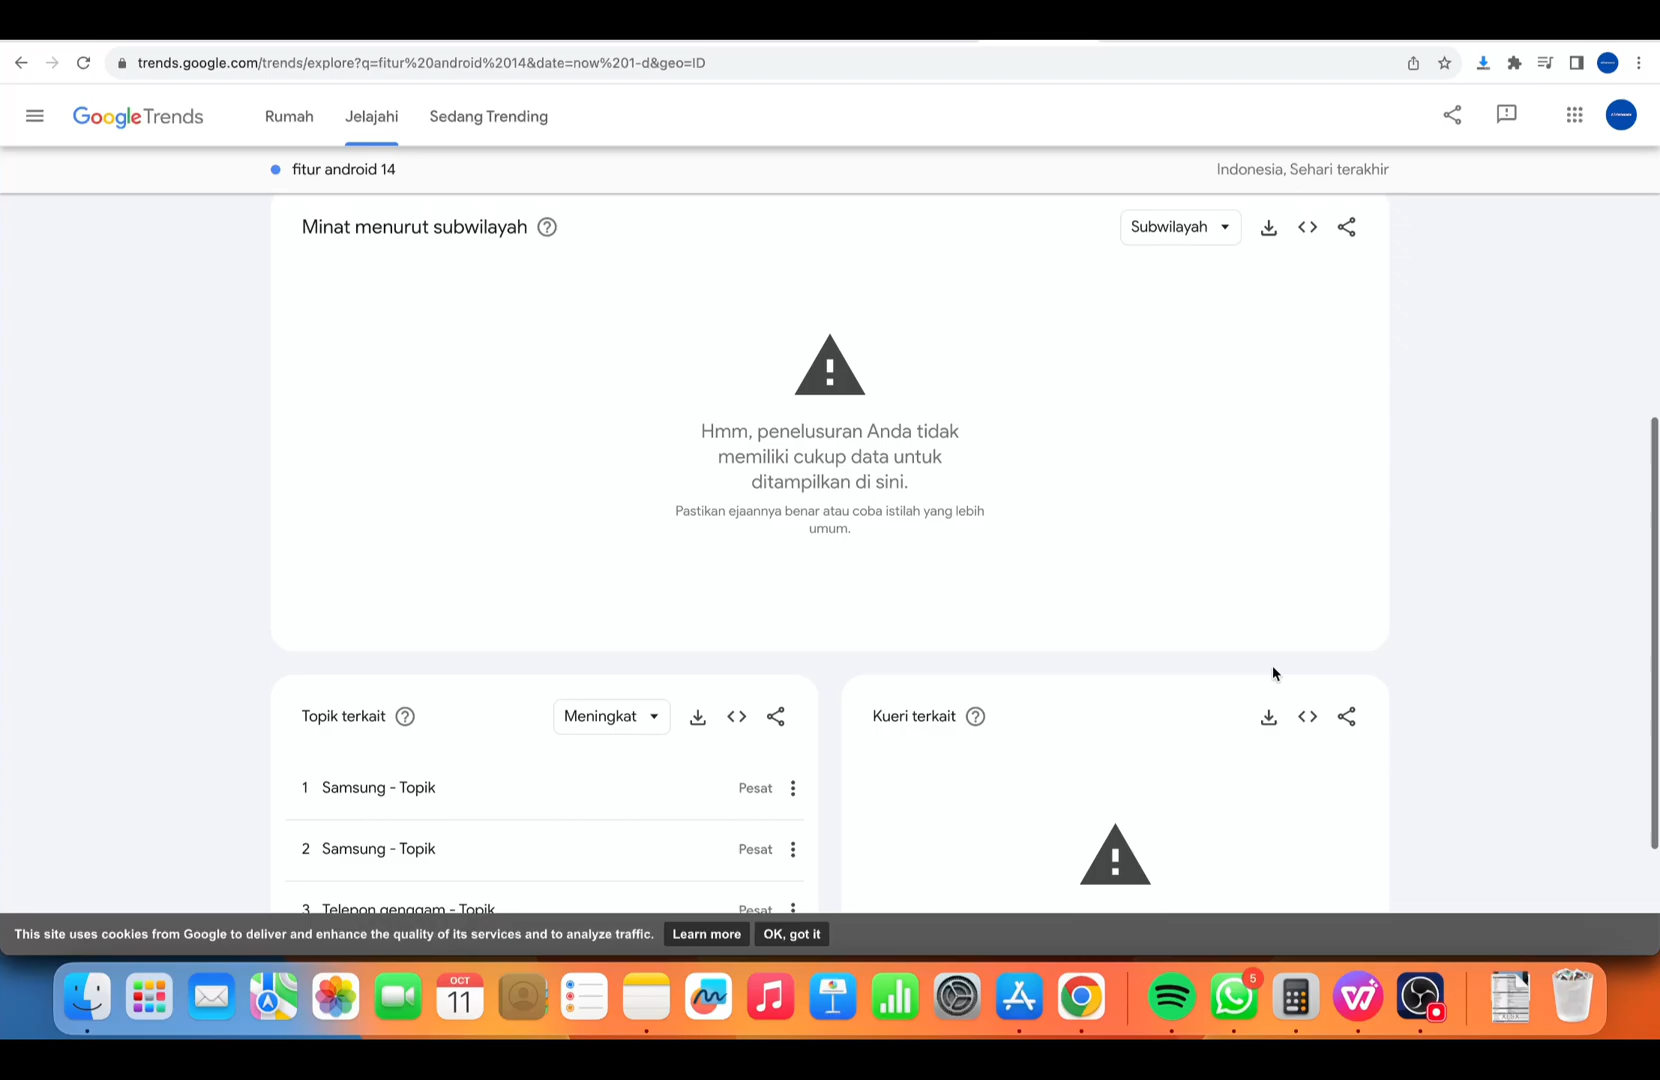 trends.google.com/trends/explore?q=fitur%20android%2014&date=now%201-d&geo=ID
Google Trends
Rumah
Jelajahi
Sedang Trending
fitur android 14
Indonesia, Sehari terakhir
Minat menurut subwilayah
Subwilayah
Hmm, penelusuran Anda tidak
memiliki cukup data untuk
ditampilkan di sini.
Pastikan ejaannya benar atau coba istilah yang lebih
umum.
Topik terkait
Meningkat
Kueri terkait
1 Samsung - Topik Pesat
2 Samsung - Topik Pesat
3 Telepon genggam - Topik Pesat
This site uses cookies from Google to deliver and enhance the quality of its services and to analyze traffic. Learn more OK, got it
OCT
11
5